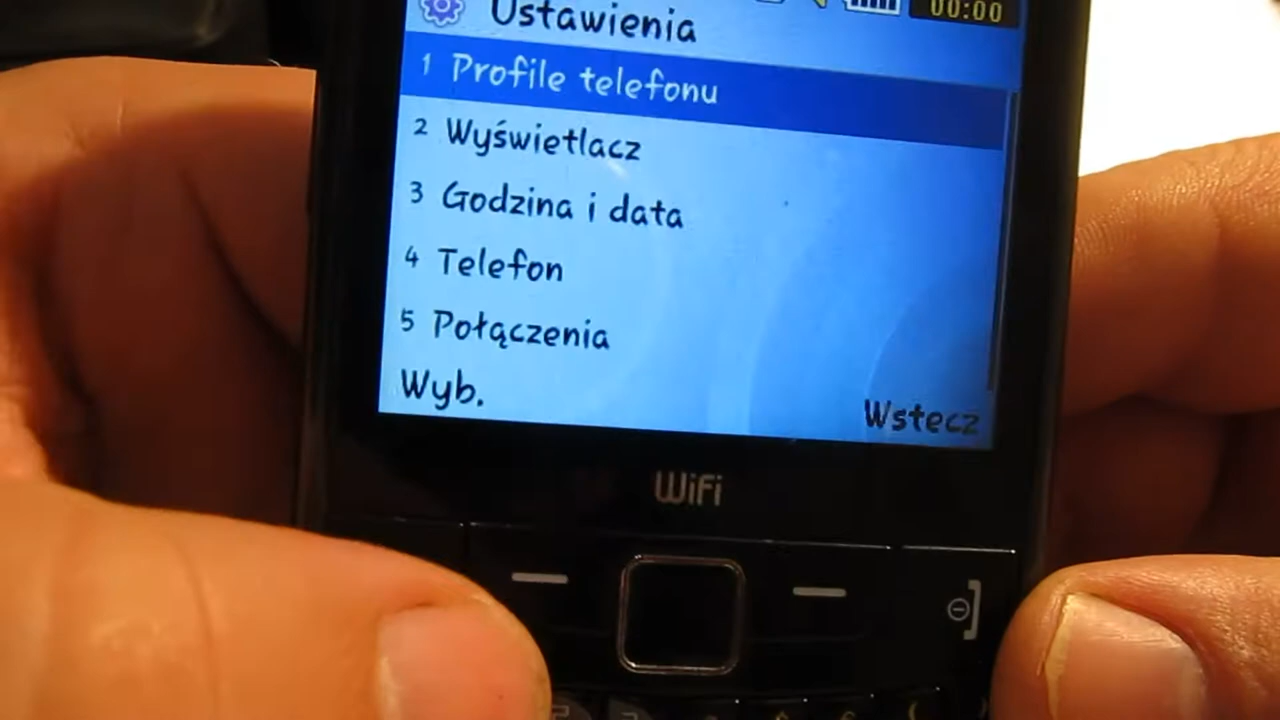 00:00
Ustawienia
1 Profile telefonu
2 Wyświetlacz
3 Godzina i data
4 Telefon
5 Połączenia
Wyb. Wstecz
WiFi